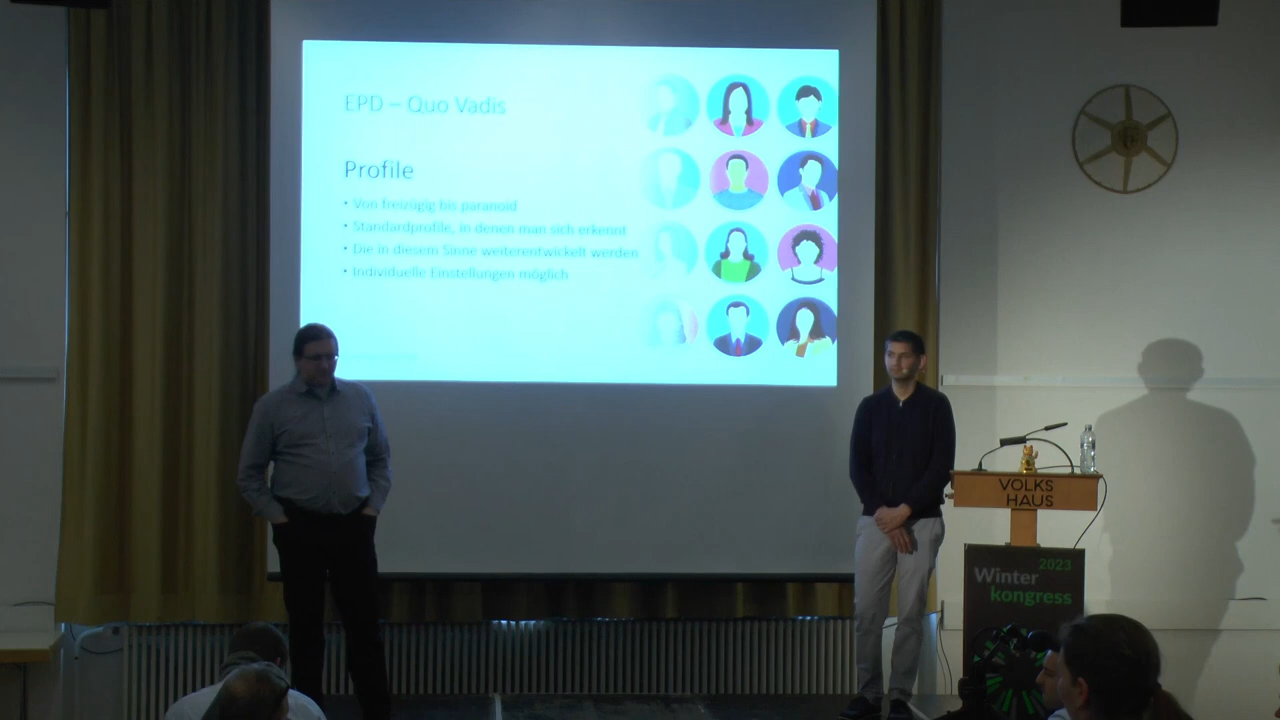 EPD – Quo Vadis
Profile
• Von freizügig bis paranoid
• Standardprofile, in denen man sich erkennt
• Die in diesem Sinne weiterentwickelt werden
• Individuelle Einstellungen möglich
VOLKS
HAUS
2023
Winter
kongress